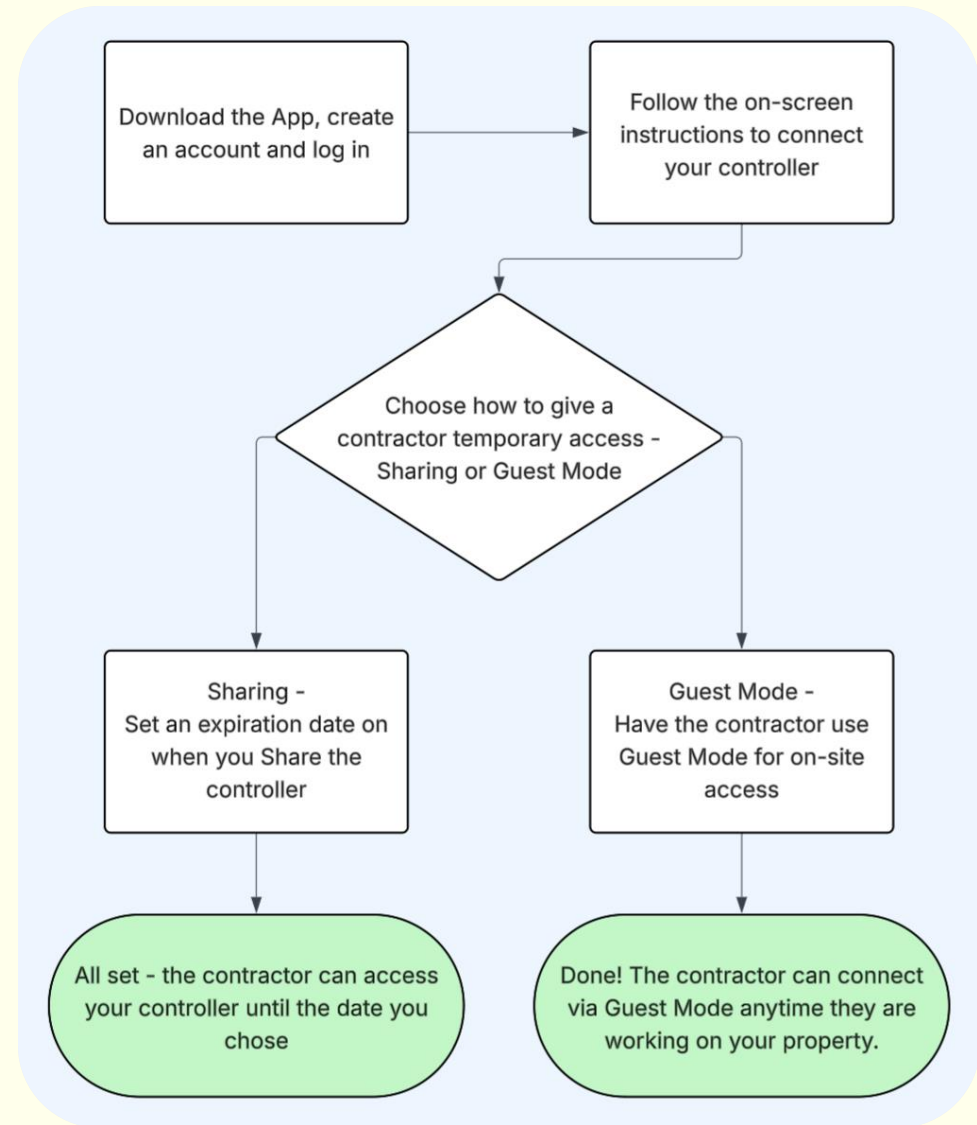 Download the App, create
an account and log in
Follow the on-screen
instructions to connect
your controller
Choose how to give a
contractor temporary access -
Sharing or Guest Mode
Sharing -
Set an expiration date on
when you Share the
controller
Guest Mode -
Have the contractor use
Guest Mode for on-site
access
All set - the contractor can access
your controller until the date you
chose
Done! The contractor can connect
via Guest Mode anytime they are
working on your property.